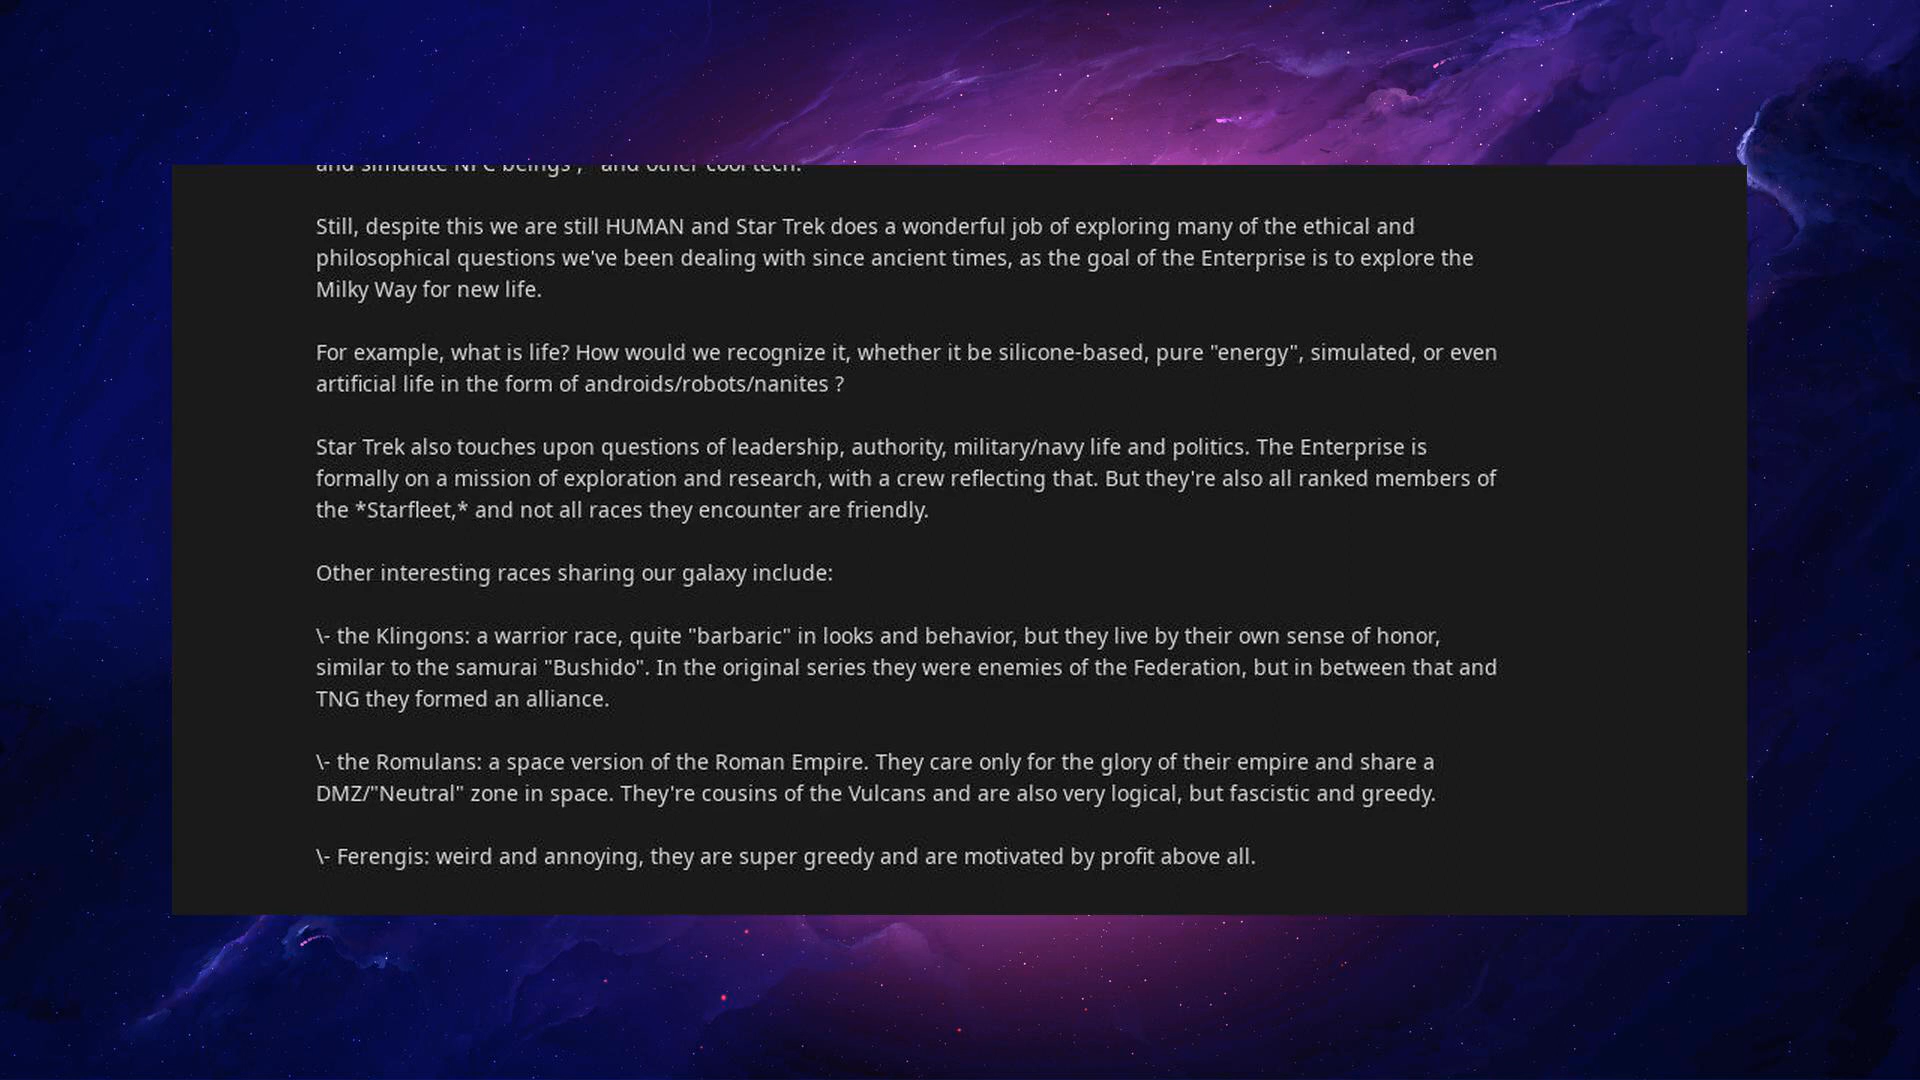 and simulate NPC beings", and other cool tech.
Still, despite this we are still HUMAN and Star Trek does a wonderful job of exploring many of the ethical and
philosophical questions we've been dealing with since ancient times, as the goal of the Enterprise is to explore the
Milky Way for new life.
For example, what is life? How would we recognize it, whether it be silicone-based, pure "energy", simulated, or even
artificial life in the form of androids/robots/nanites ?
Star Trek also touches upon questions of leadership, authority, military/navy life and politics. The Enterprise is
formally on a mission of exploration and research, with a crew reflecting that. But they're also all ranked members of
the *Starfleet,* and not all races they encounter are friendly.
Other interesting races sharing our galaxy include:
\- the Klingons: a warrior race, quite "barbaric" in looks and behavior, but they live by their own sense of honor,
similar to the samurai "Bushido". In the original series they were enemies of the Federation, but in between that and
TNG they formed an alliance.
\- the Romulans: a space version of the Roman Empire. They care only for the glory of their empire and share a
DMZ/"Neutral" zone in space. They're cousins of the Vulcans and are also very logical, but fascistic and greedy.
\- Ferengis: weird and annoying, they are super greedy and are motivated by profit above all.